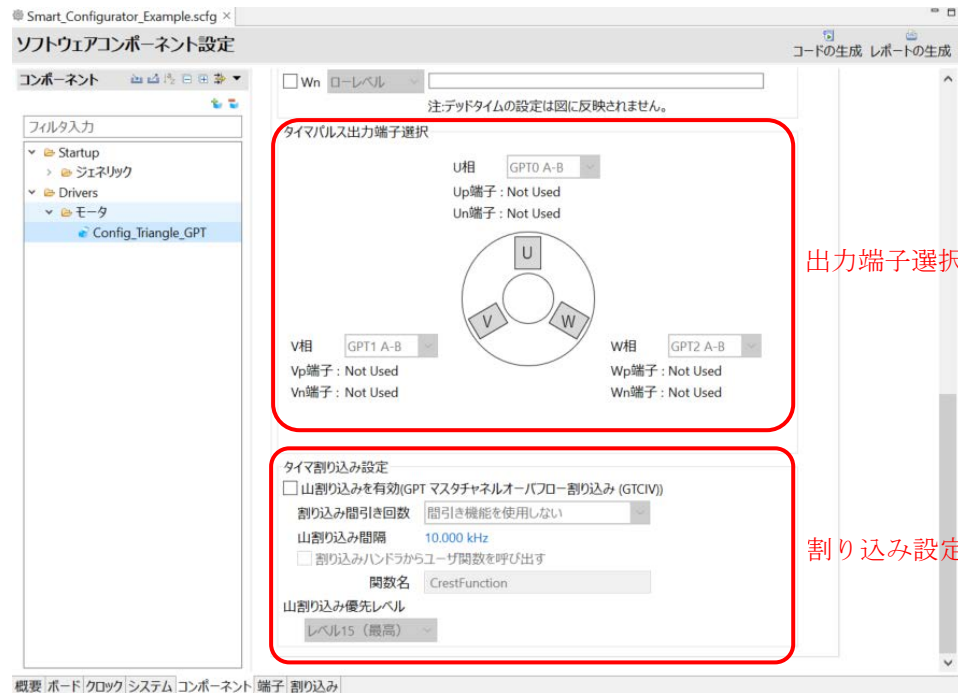 Smart_Configurator_Example.scfg
ソフトウェアコンポーネント設定
コードの生成 レポートの生成
コンポーネント
フィルタ入力
Startup
ジェネリック
Drivers
モータ
Config_Triangle_GPT
Wn ローレベル
注:デッドタイムの設定は図に反映されません。
タイマパルス出力端子選択
U相 GPT0 A-B
Up端子 : Not Used
Un端子 : Not Used
U
V
W
出力端子選択
V相 GPT1 A-B
Vp端子 : Not Used
Vn端子 : Not Used
W相 GPT2 A-B
Wp端子 : Not Used
Wn端子 : Not Used
タイマ割り込み設定
山割り込みを有効(GPT マスタチャネルオーバフロー割り込み (GTCIV))
割り込み間引き回数 間引き機能を使用しない
山割り込み間隔 10.000 kHz
割り込みハンドラからユーザ関数を呼び出す
関数名 CrestFunction
山割り込み優先レベル
レベル15（最高）
割り込み設定
概要 ボード クロック システム コンポーネント 端子 割り込み